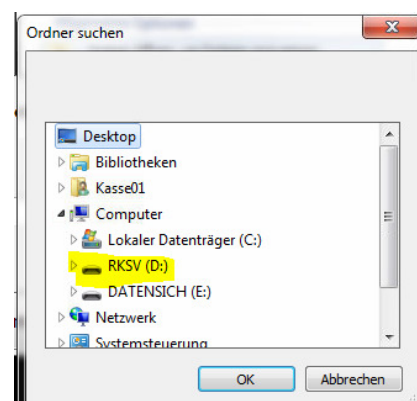 Ordner suchen
Desktop
Bibliotheken
Kasse01
Computer
Lokaler Datenträger (C:)
RKSV (D:)
DATENSICH (E:)
Netzwerk
Systemsteuerung
OK Abbrechen